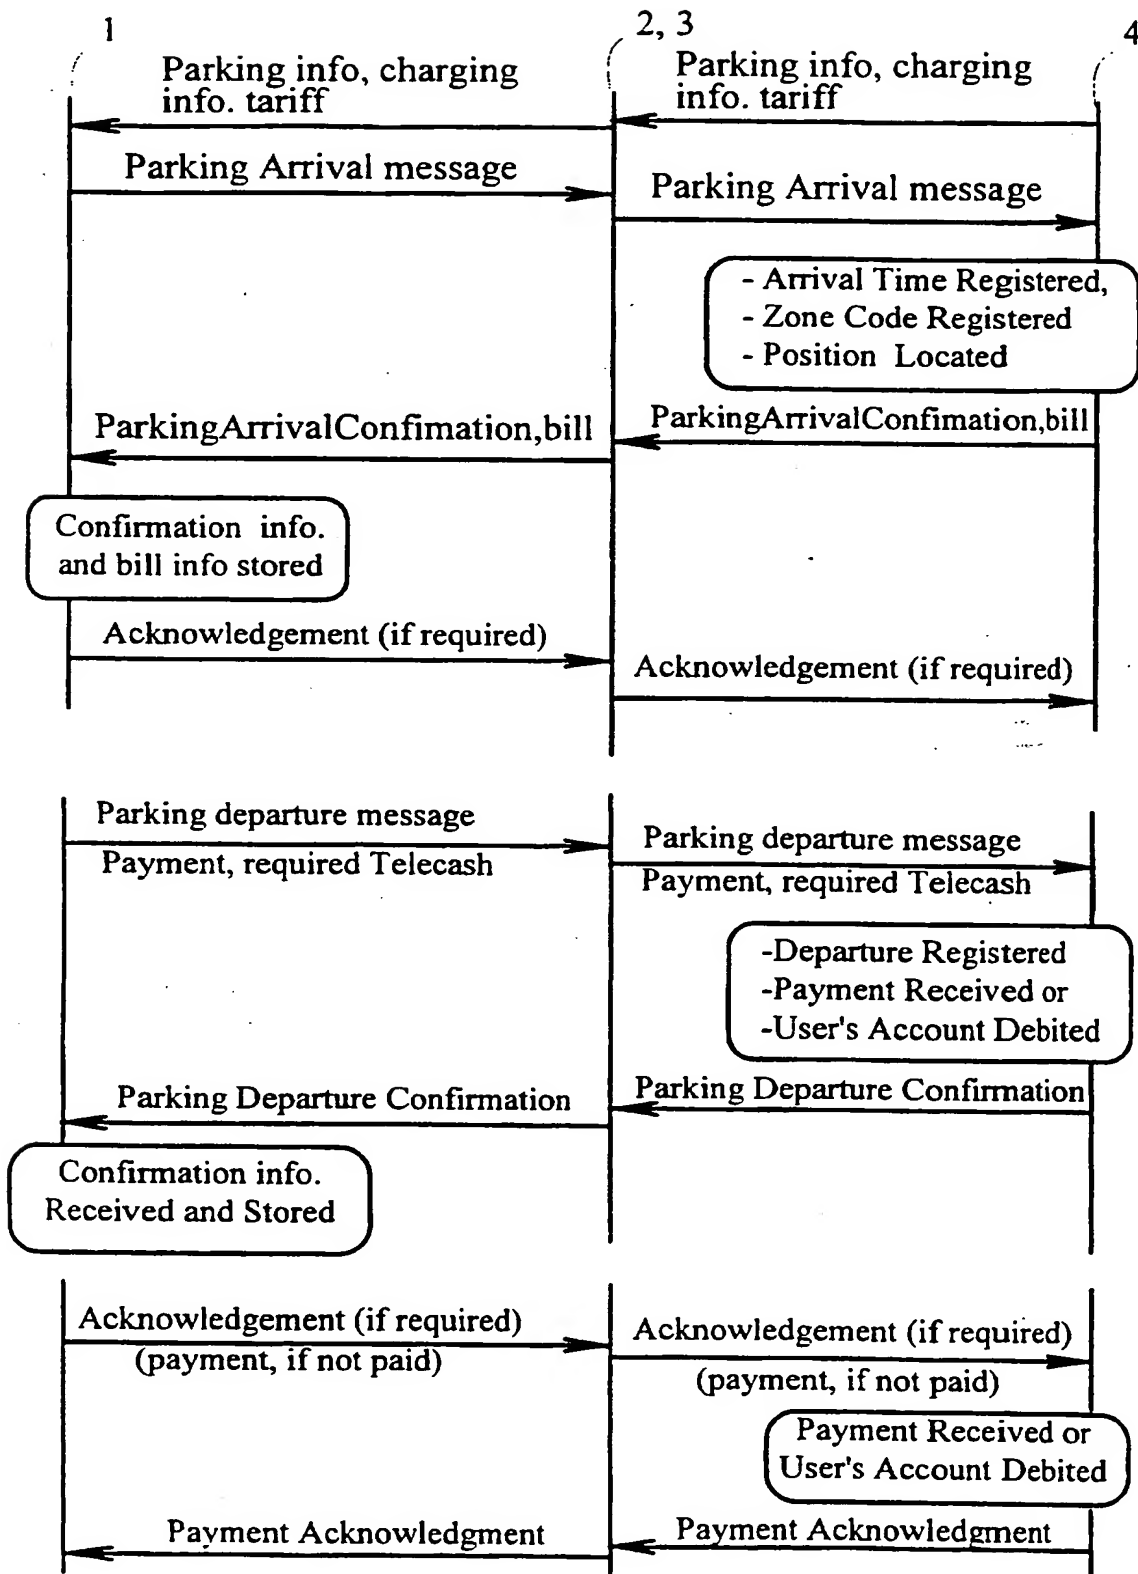 1
2, 3
4
Parking info, charging
info. tariff
Parking info, charging
info. tariff
Parking Arrival message
Parking Arrival message
- Arrival Time Registered,
- Zone Code Registered
- Position Located
ParkingArrivalConfimation,bill
ParkingArrivalConfimation,bill
Confirmation info.
and bill info stored
Acknowledgement (if required)
Acknowledgement (if required)
Parking departure message
Payment, required Telecash
Parking departure message
Payment, required Telecash
-Departure Registered
-Payment Received or
-User's Account Debited
Parking Departure Confirmation
Parking Departure Confirmation
Confirmation info.
Received and Stored
Acknowledgement (if required)
(payment, if not paid)
Acknowledgement (if required)
(payment, if not paid)
Payment Received or
User's Account Debited
Payment Acknowledgment
Payment Acknowledgment